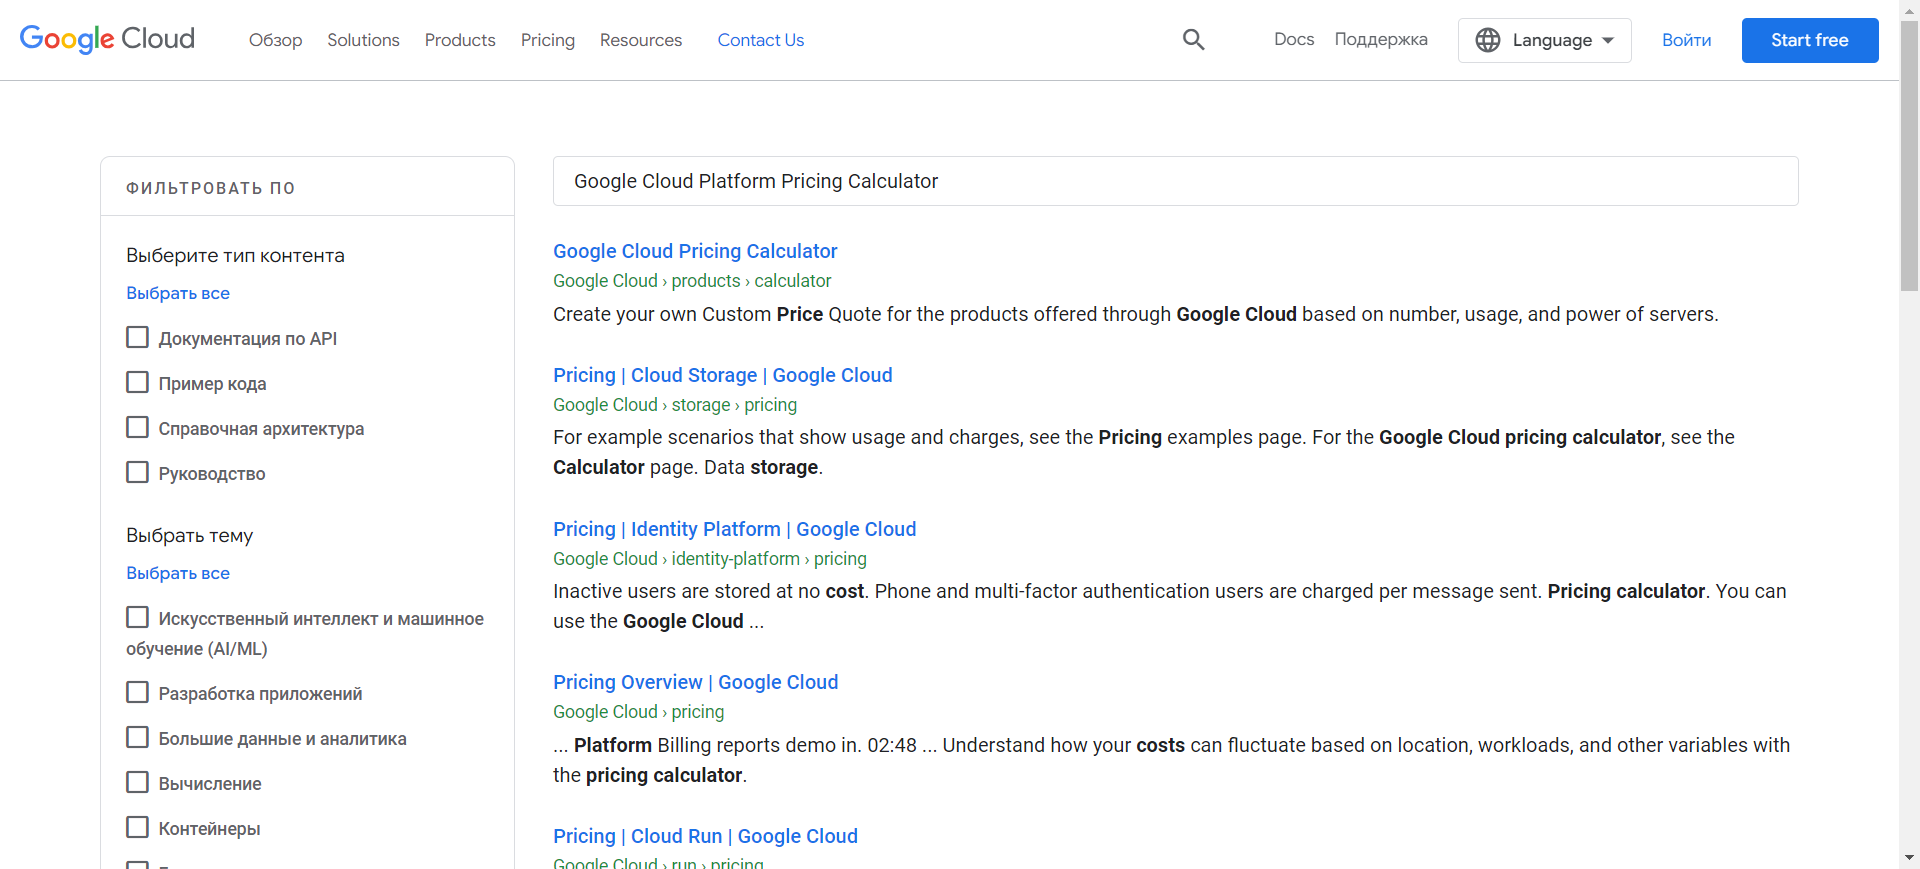 Google Cloud
Обзор
Solutions
Products
Pricing
Resources
Contact Us
Docs
Поддержка
Language
Войти
Start free
ФИЛЬТРОВАТЬ ПО
Выберите тип контента
Выбрать все
Документация по API
Пример кода
Справочная архитектура
Руководство
Выбрать тему
Выбрать все
Искусственный интеллект и машинное
обучение (AI/ML)
Разработка приложений
Большие данные и аналитика
Вычисление
Контейнеры
Google Cloud Platform Pricing Calculator
Google Cloud Pricing Calculator
Google Cloud › products › calculator
Create your own Custom Price Quote for the products offered through Google Cloud based on number, usage, and power of servers.
Pricing | Cloud Storage | Google Cloud
Google Cloud › storage › pricing
For example scenarios that show usage and charges, see the Pricing examples page. For the Google Cloud pricing calculator, see the
Calculator page. Data storage.
Pricing | Identity Platform | Google Cloud
Google Cloud › identity-platform › pricing
Inactive users are stored at no cost. Phone and multi-factor authentication users are charged per message sent. Pricing calculator. You can
use the Google Cloud ...
Pricing Overview | Google Cloud
Google Cloud › pricing
... Platform Billing reports demo in. 02:48 ... Understand how your costs can fluctuate based on location, workloads, and other variables with
the pricing calculator.
Pricing | Cloud Run | Google Cloud
Google Cloud › run › pricing